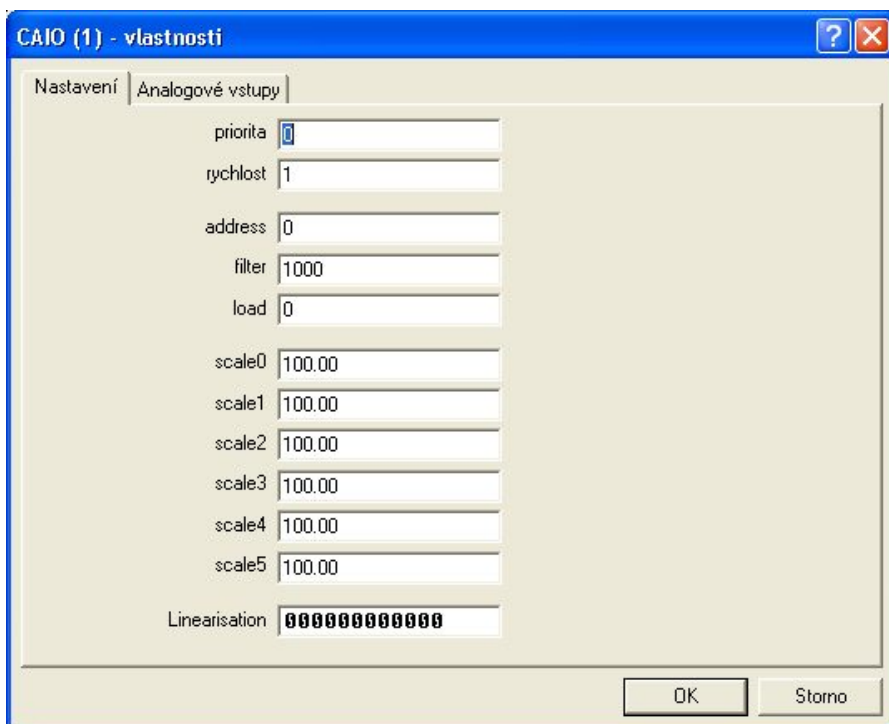 CAIO (1) - vlastnosti
Nastavení Analogové vstupy
priorita 0
rychlost 1
address 0
filter 1000
load 0
scale0 100.00
scale1 100.00
scale2 100.00
scale3 100.00
scale4 100.00
scale5 100.00
Linearisation 000000000000
OK Storno